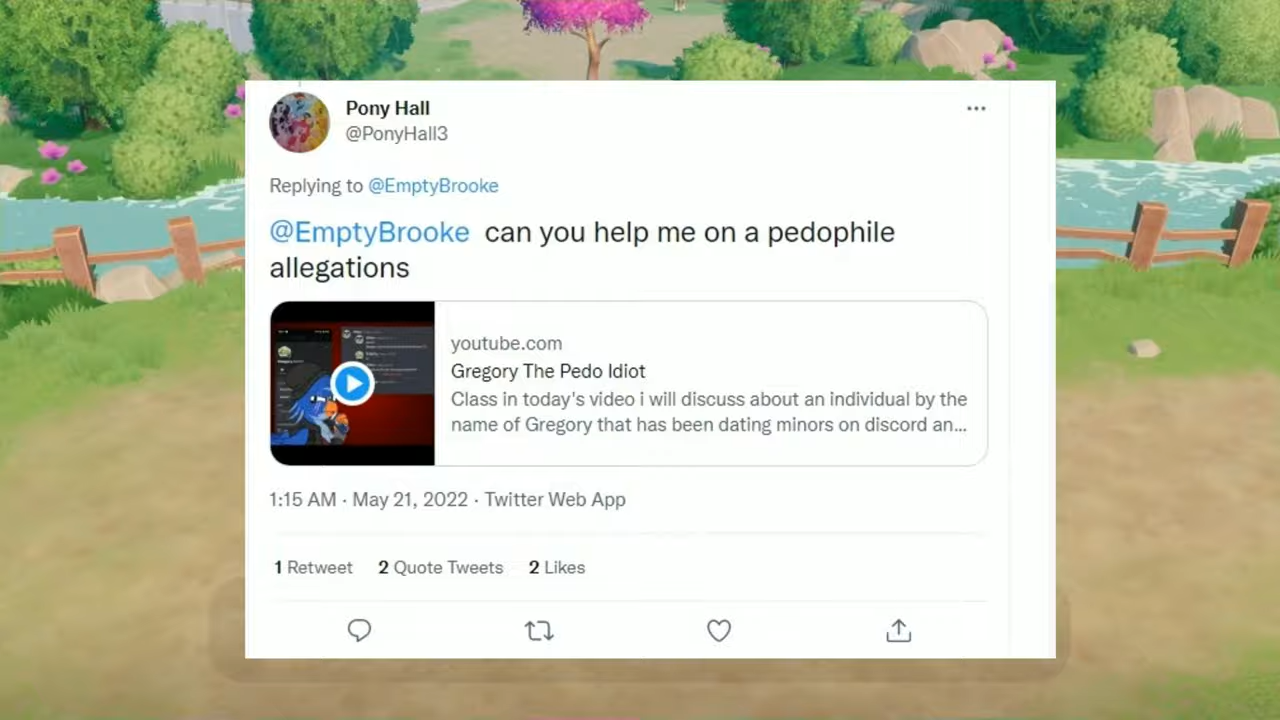 Pony Hall
@PonyHall3
Replying to @EmptyBrooke
@EmptyBrooke can you help me on a pedophile
allegations
youtube.com
Gregory The Pedo Idiot
Class in today's video i will discuss about an individual by the
name of Gregory that has been dating minors on discord an...
1:15 AM · May 21, 2022 · Twitter Web App
1 Retweet 2 Quote Tweets 2 Likes